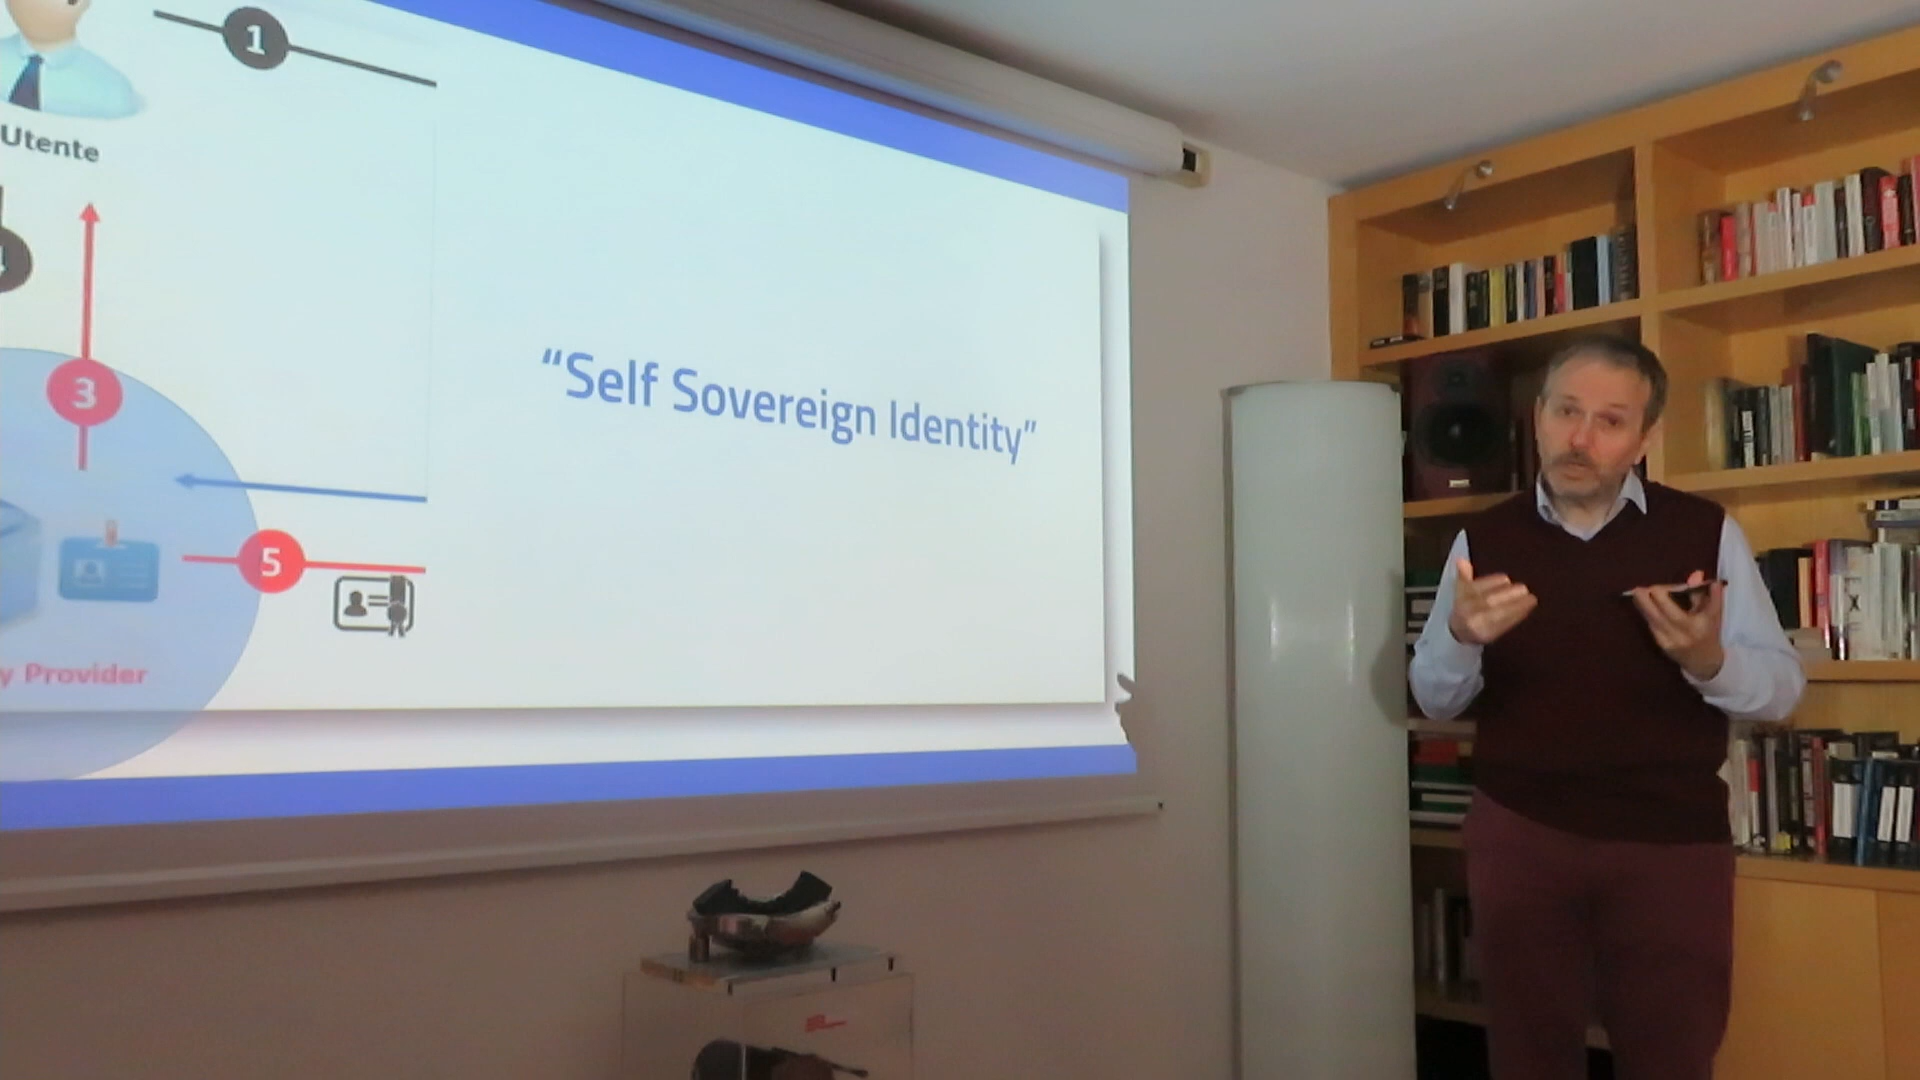 1
Utente
3
“Self Sovereign Identity”
5
y Provider